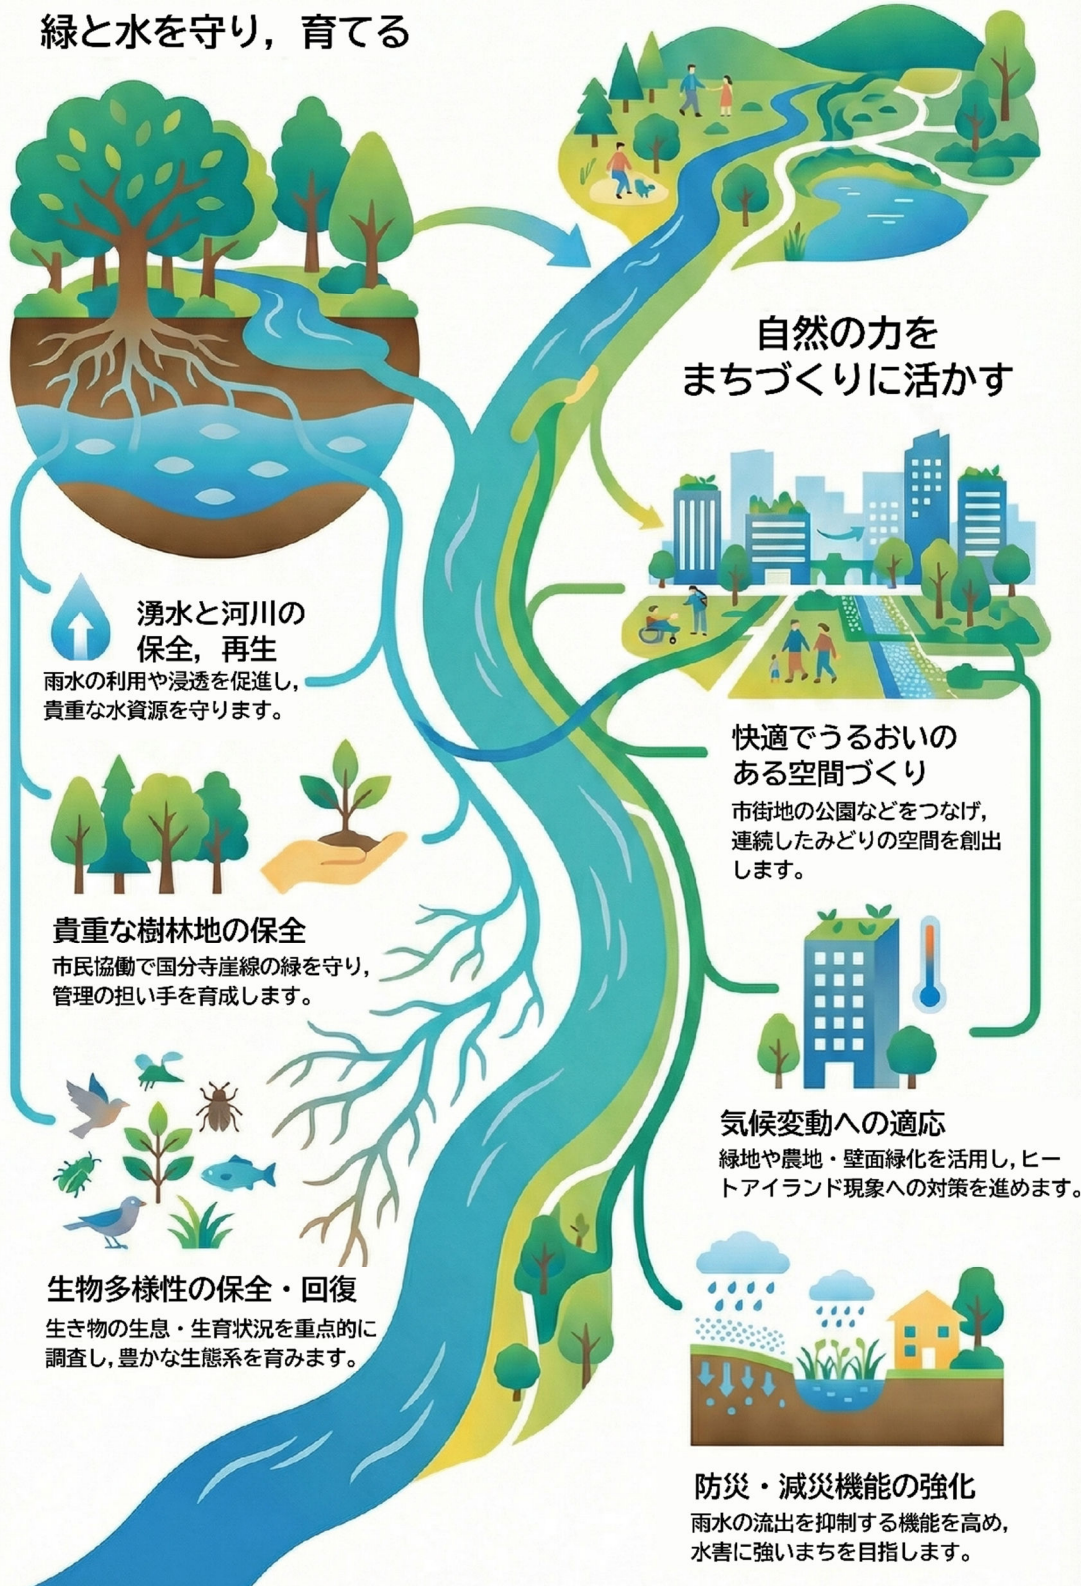 緑と水を守り，育てる
自然の力を
まちづくりに活かす
湧水と河川の
保全，再生
雨水の利用や浸透を促進し，
貴重な水資源を守ります。
貴重な樹林地の保全
市民協働で国分寺崖線の緑を守り，
管理の担い手を育成します。
生物多様性の保全・回復
生き物の生息・生育状況を重点的に
調査し，豊かな生態系を育みます。
快適でうるおいの
ある空間づくり
市街地の公園などをつなげ，
連続したみどりの空間を創出
します。
気候変動への適応
緑地や農地・壁面緑化を活用し，ヒー
トアイランド現象への対策を進めます。
防災・減災機能の強化
雨水の流出を抑制する機能を高め，
水害に強いまちを目指します。